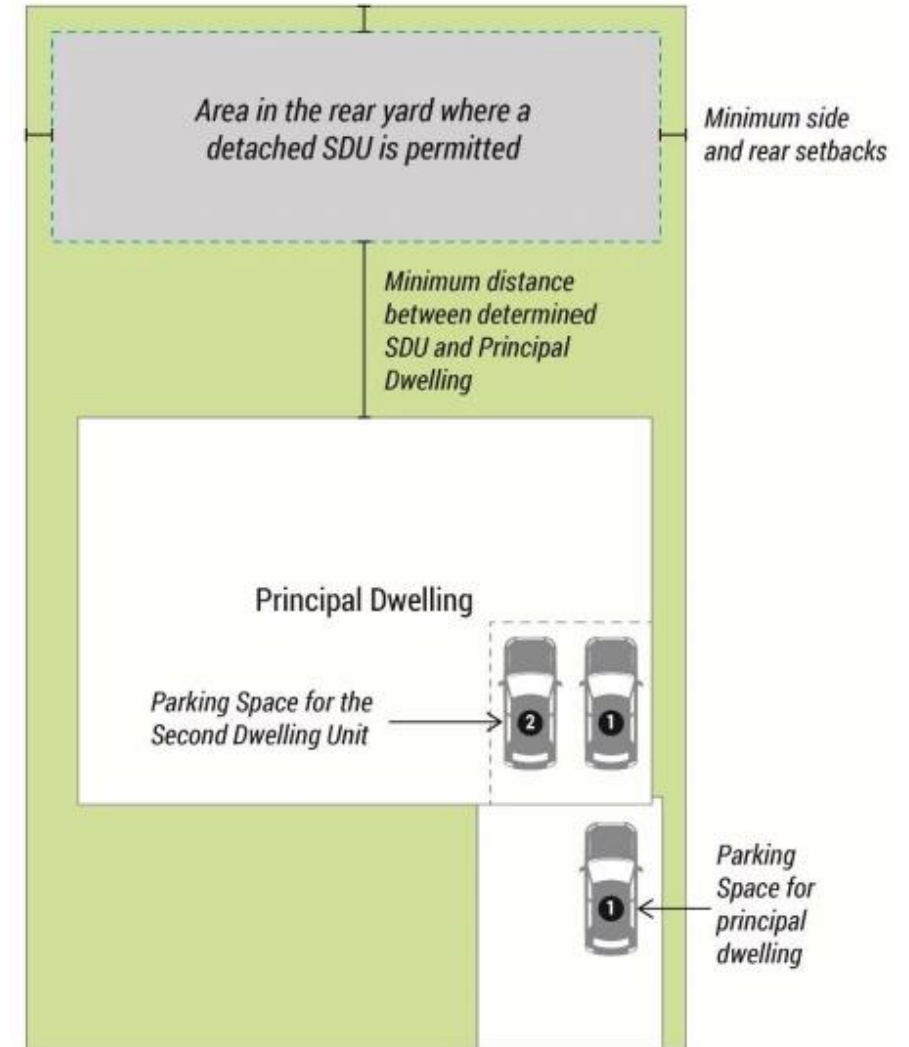 Area in the rear yard where a
detached SDU is permitted
Minimum side
and rear setbacks
Minimum distance
between determined
SDU and Principal
Dwelling
Principal Dwelling
Parking Space for the
Second Dwelling Unit
2
1
1
Parking
Space for
principal
dwelling